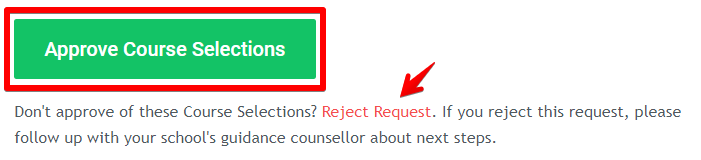 Approve Course Selections
Don't approve of these Course Selections? Reject Request. If you reject this request, please
follow up with your school's guidance counsellor about next steps.